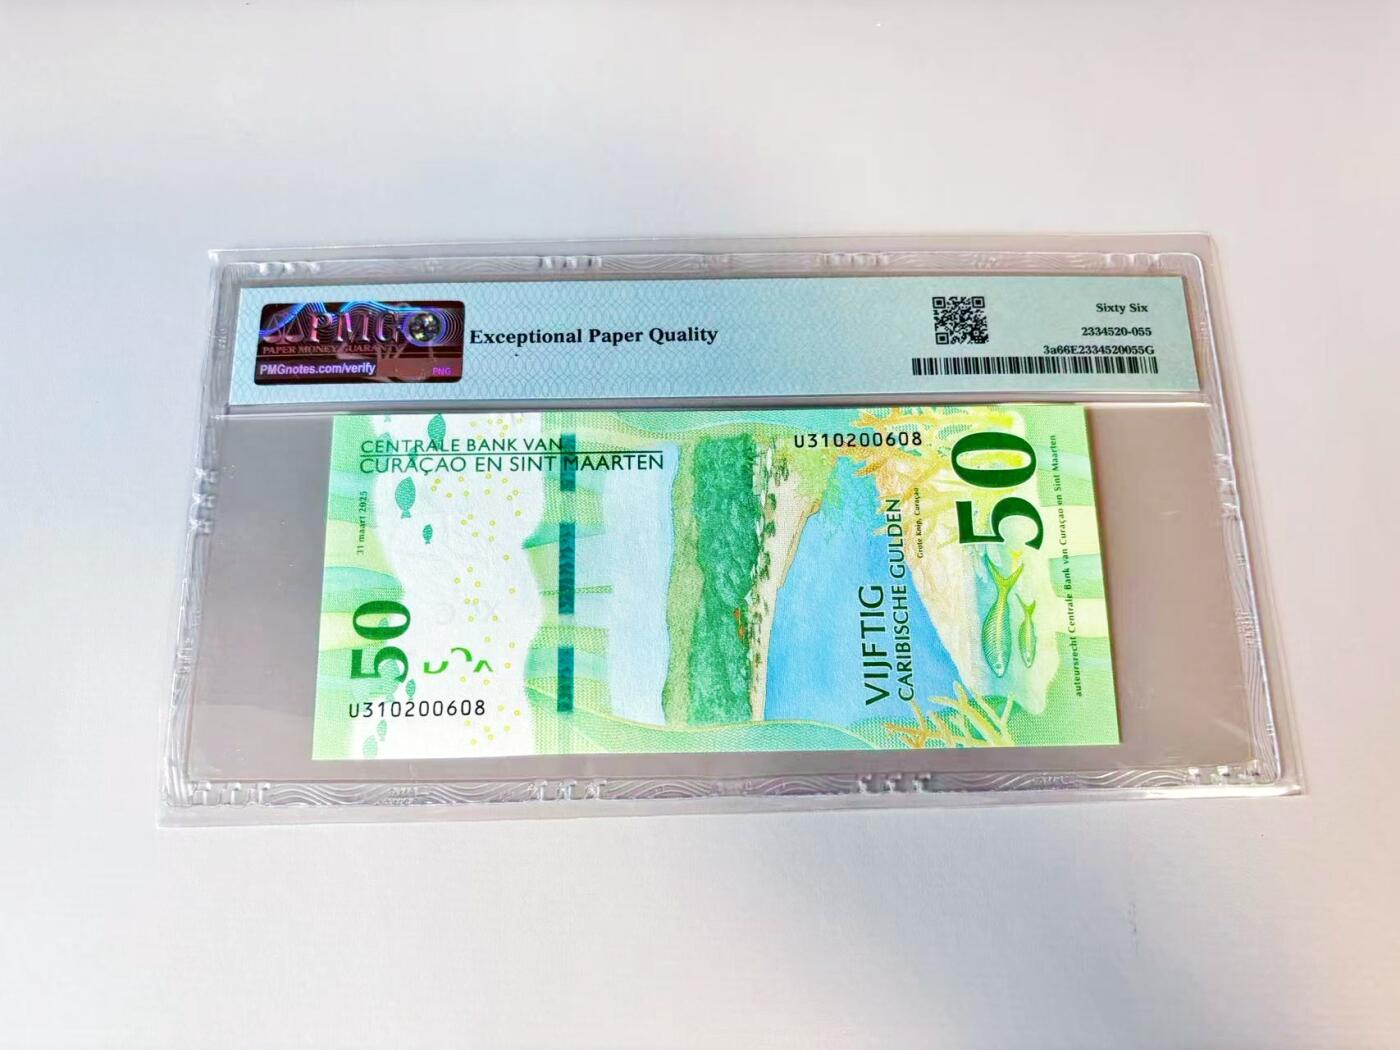 PMG
PAPER MONEY GUARANTY
PMGnotes.com/verify
PNG
Exceptional Paper Quality
Sixty Six
2334520-055
3a66E2334520055G
CENTRALE BANK VAN
CURAÇAO EN SINT MAARTEN
31 maart 2025
50
U310200608
U310200608
VIJFTIG
CARIBISCHE GULDEN
Grote Knip, Curaçao
50
auteursrecht Centrale Bank van Curaçao en Sint Maarten